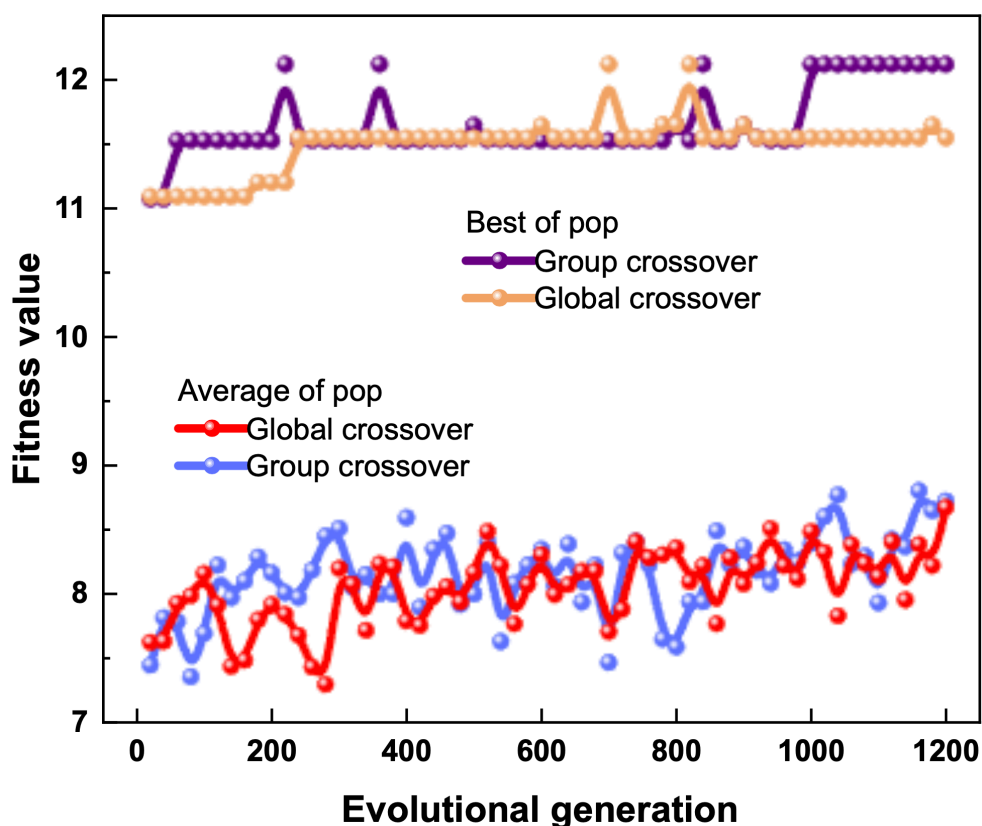 12
11
10
9
8
7
Fitness value
Best of pop
Group crossover
Global crossover
Average of pop
Global crossover
Group crossover
0 200 400 600 800 1000 1200
Evolutional generation